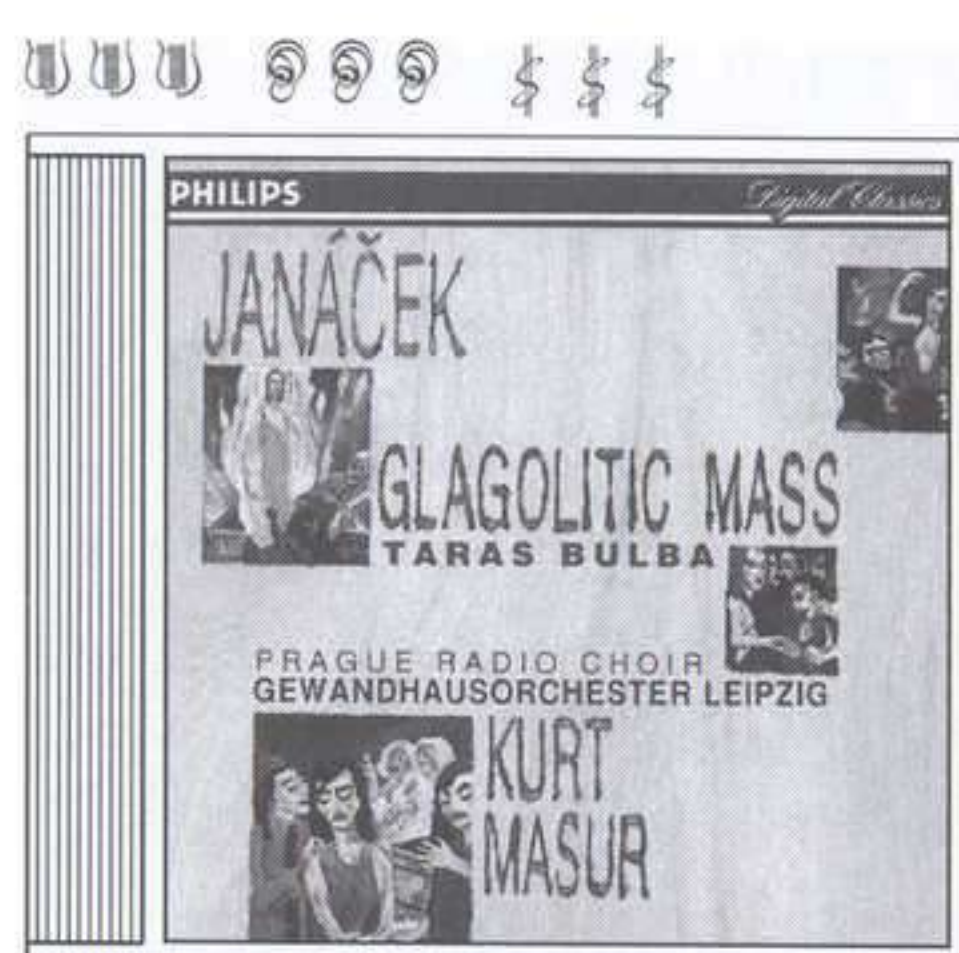 PHILIPS
Digital Classics
JANÁČEK
GLAGOLITIC MASS
TARAS BULBA
PRAGUE RADIO CHOIR
GEWANDHAUSORCHESTER LEIPZIG
KURT
MASUR